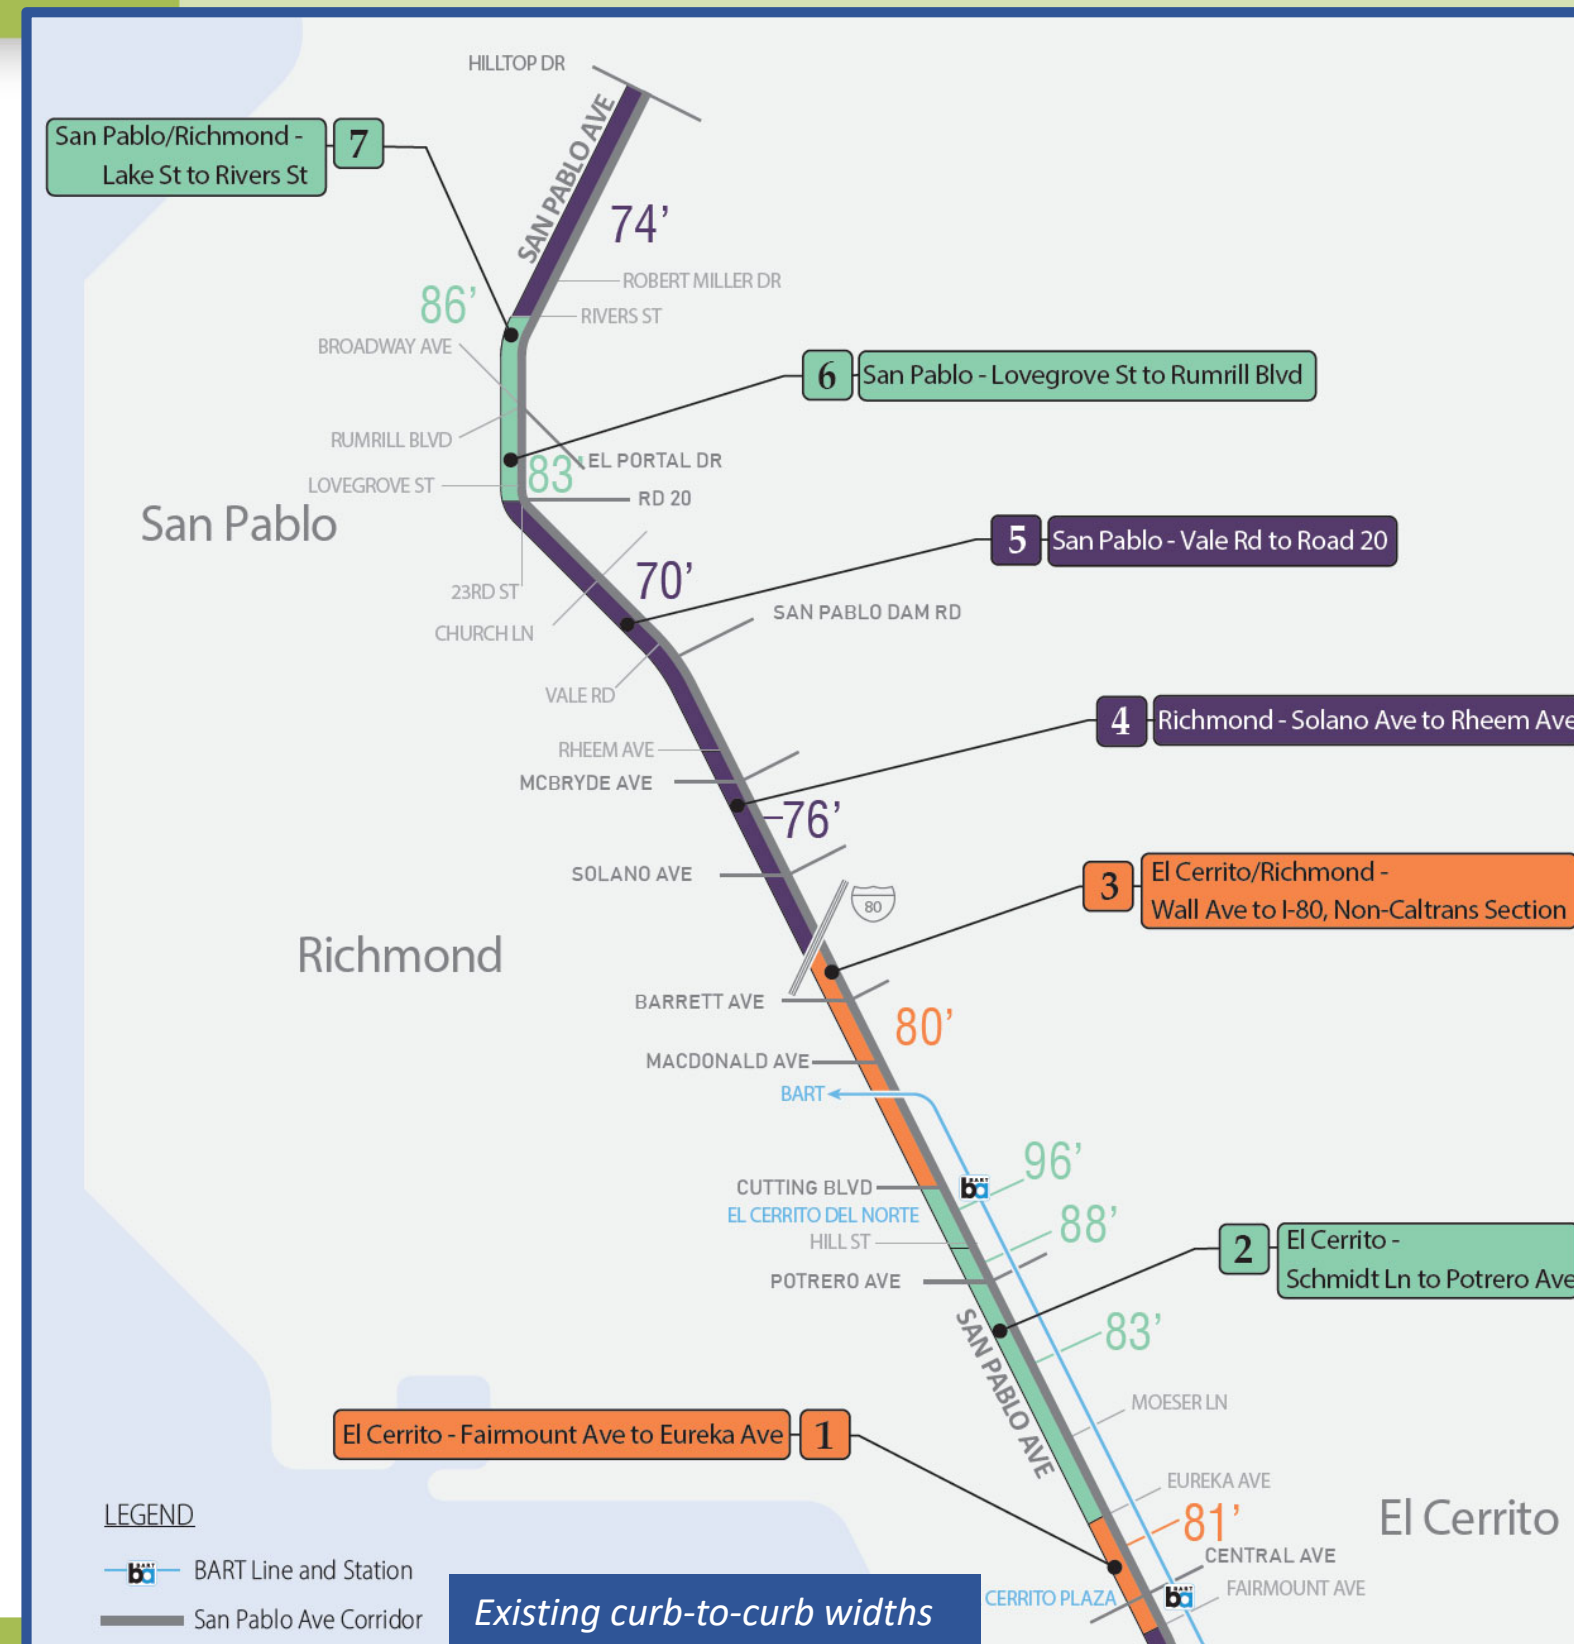 HILLTOP DR
SAN PABLO AVE
San Pablo/Richmond -
Lake St to Rivers St
7
74’
ROBERT MILLER DR
86’
RIVERS ST
BROADWAY AVE
6
San Pablo - Lovegrove St to Rumrill Blvd
RUMRILL BLVD
83’
EL PORTAL DR
LOVEGROVE ST
RD 20
San Pablo
5
San Pablo - Vale Rd to Road 20
70’
23RD ST
SAN PABLO DAM RD
CHURCH LN
VALE RD
4
Richmond - Solano Ave to Rheem Ave
RHEEM AVE
MCBRYDE AVE
76’
SOLANO AVE
80
3
El Cerrito/Richmond -
Wall Ave to I-80, Non-Caltrans Section
Richmond
BARRETT AVE
80’
MACDONALD AVE
BART
96’
CUTTING BLVD
BART
ba
EL CERRITO DEL NORTE
88’
HILL ST
2
El Cerrito -
Schmidt Ln to Potrero Ave
POTRERO AVE
83’
SAN PABLO AVE
MOESER LN
El Cerrito - Fairmount Ave to Eureka Ave
1
EUREKA AVE
81’
El Cerrito
CENTRAL AVE
FAIRMOUNT AVE
CERRITO PLAZA
BART
ba
LEGEND
BART
ba
BART Line and Station
San Pablo Ave Corridor
Existing curb-to-curb widths